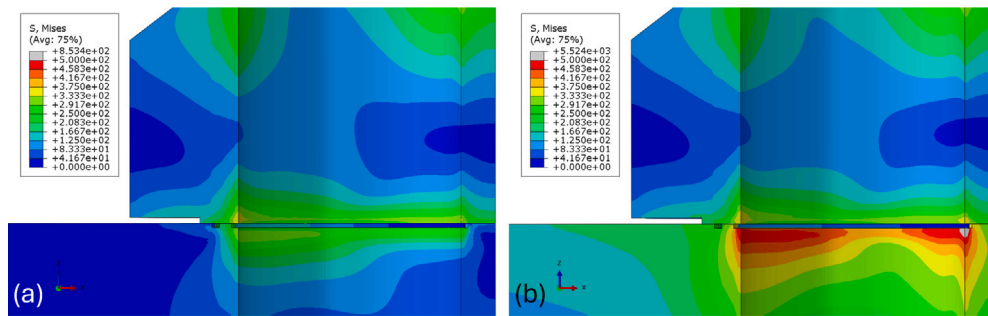 S, Mises
(Avg: 75%)
+8.534e+02
+5.000e+02
+4.583e+02
+4.167e+02
+3.750e+02
+3.333e+02
+2.917e+02
+2.500e+02
+2.083e+02
+1.667e+02
+1.250e+02
+8.333e+01
+4.167e+01
+0.000e+00
(a)
S, Mises
(Avg: 75%)
+5.524e+03
+5.000e+02
+4.583e+02
+4.167e+02
+3.750e+02
+3.333e+02
+2.917e+02
+2.500e+02
+2.083e+02
+1.667e+02
+1.250e+02
+8.333e+01
+4.167e+01
+0.000e+00
z
x
(b)